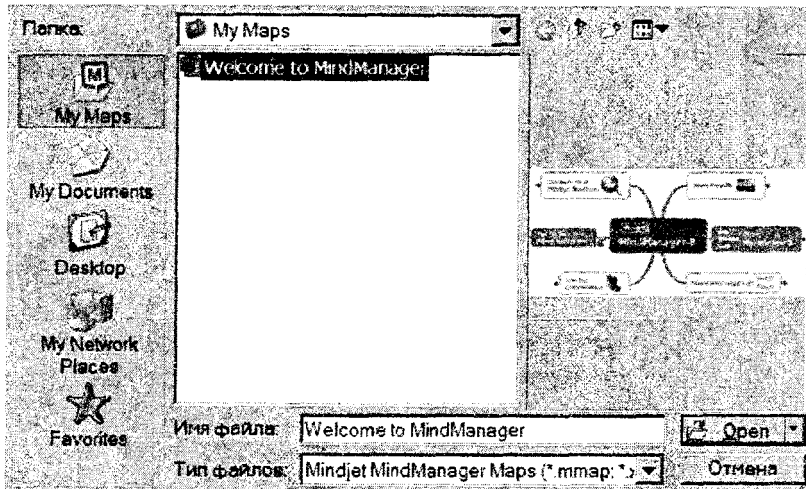 Папка:
My Maps
Welcome to MindManager
My Maps
My Documents
Desktop
My Network
Places
Favorites
Имя файла:
Welcome to MindManager
Open
Тип файлов:
Mindjet MindManager Maps (*.mmap; *.x
Отмена